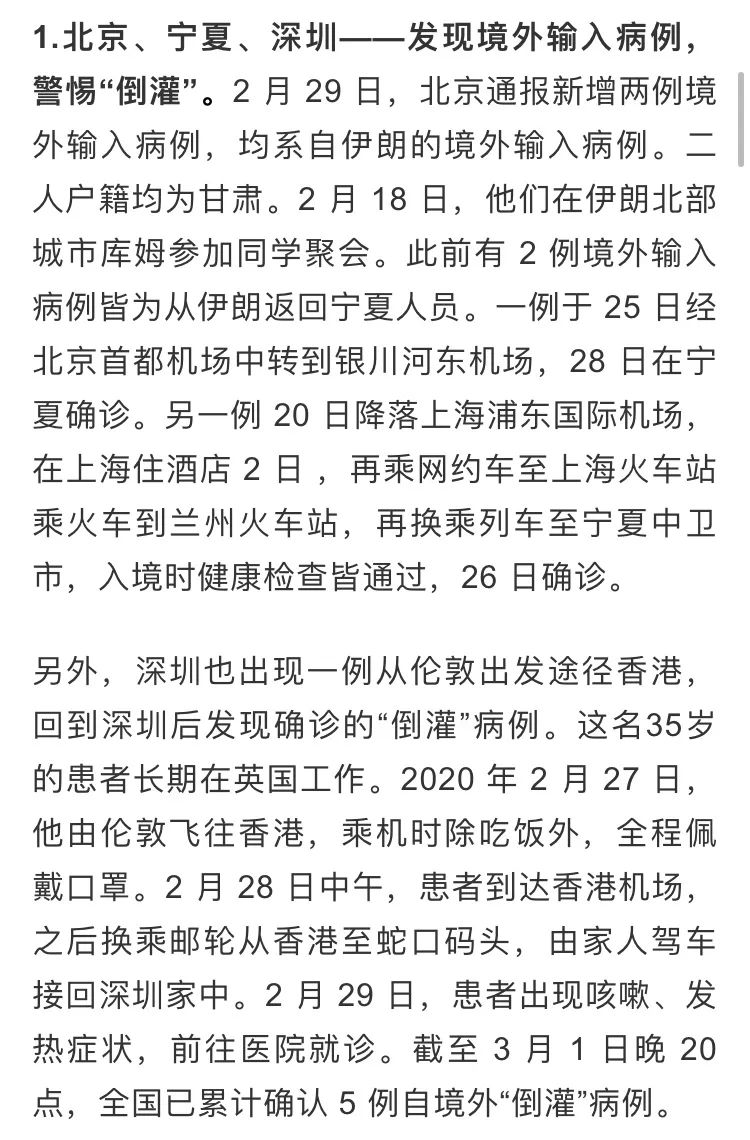 1.北京、宁夏、深圳——发现境外输入病例，
警惕“倒灌”。2 月 29 日，北京通报新增两例境
外输入病例，均系自伊朗的境外输入病例。二
人户籍均为甘肃。2 月 18 日，他们在伊朗北部
城市库姆参加同学聚会。此前有 2 例境外输入
病例皆为从伊朗返回宁夏人员。一例于 25 日经
北京首都机场中转到银川河东机场，28 日在宁
夏确诊。另一例 20 日降落上海浦东国际机场，
在上海住酒店 2 日 ，再乘网约车至上海火车站
乘火车到兰州火车站，再换乘列车至宁夏中卫
市，入境时健康检查皆通过，26 日确诊。
另外，深圳也出现一例从伦敦出发途径香港，
回到深圳后发现确诊的“倒灌”病例。这名35岁
的患者长期在英国工作。2020 年 2 月 27 日，
他由伦敦飞往香港，乘机时除吃饭外，全程佩
戴口罩。2 月 28 日中午，患者到达香港机场，
之后换乘邮轮从香港至蛇口码头，由家人驾车
接回深圳家中。2 月 29 日，患者出现咳嗽、发
热症状，前往医院就诊。截至 3 月 1 日晚 20
点，全国已累计确认 5 例自境外“倒灌”病例。